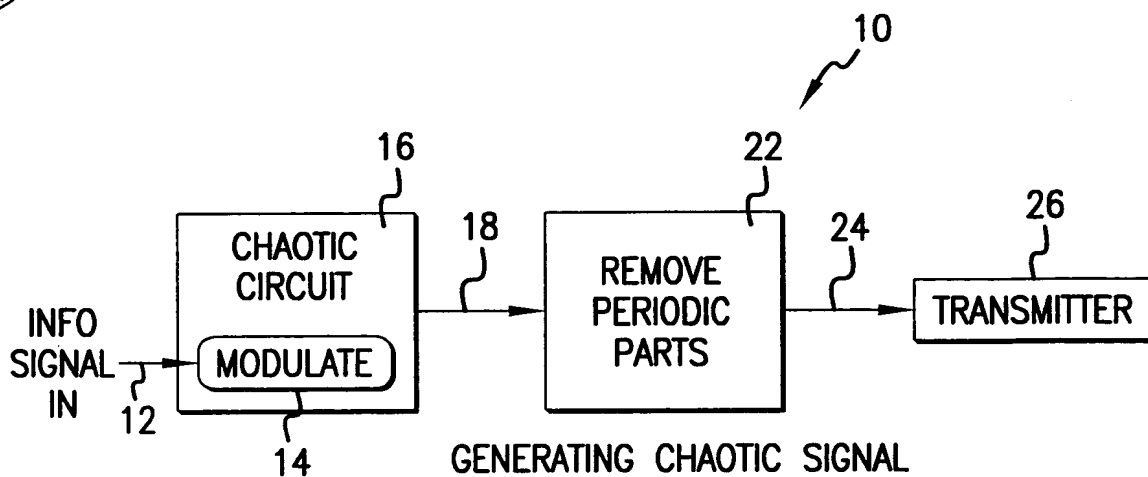 10
16
22
18
24
26
CHAOTIC
CIRCUIT
REMOVE
PERIODIC
PARTS
TRANSMITTER
INFO
SIGNAL
IN
12
MODULATE
14
GENERATING CHAOTIC SIGNAL